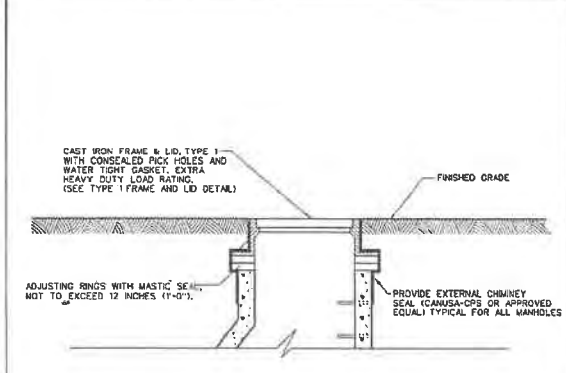 CAST IRON FRAME & LID, TYPE 1
WITH CONSEALED PICK HOLES AND
WATER TIGHT GASKET. EXTRA
HEAVY DUTY LOAD RATING.
(SEE TYPE 1 FRAME AND LID DETAIL)
FINISHED GRADE
ADJUSTING RINGS WITH MASTIC SEAL,
NOT TO EXCEED 12 INCHES (1'-0").
PROVIDE EXTERNAL CHIMNEY
SEAL (CANUSA-CPS OR APPROVED
EQUAL) TYPICAL FOR ALL MANHOLES